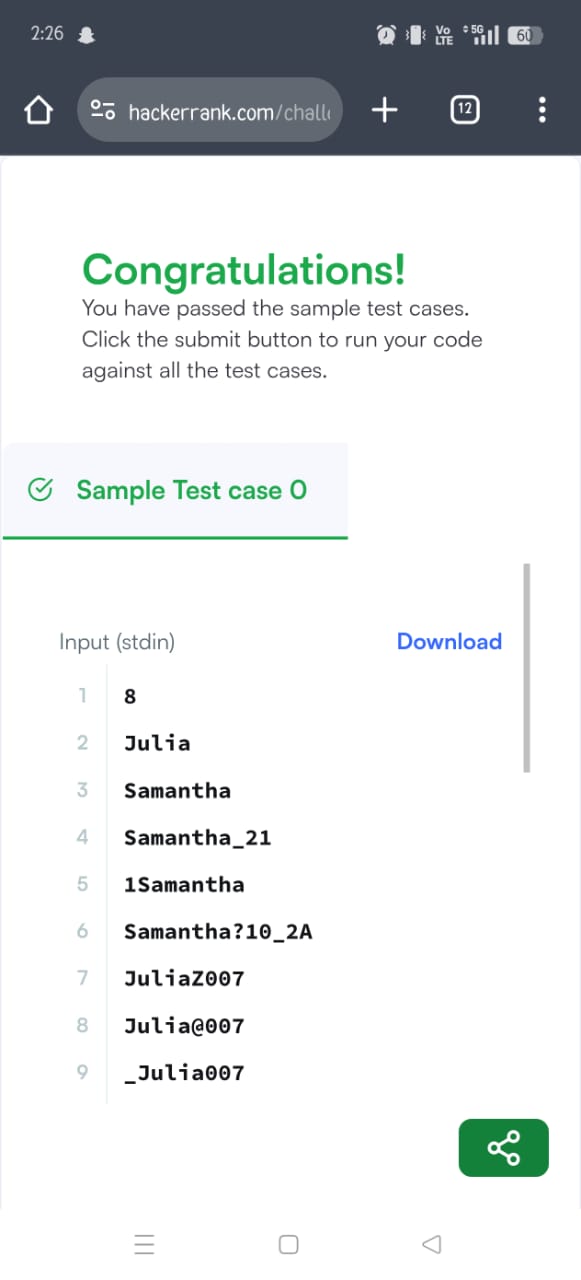 2:26
Vo LTE 5G 60
hackerrank.com/challe
12
Congratulations!
You have passed the sample test cases.
Click the submit button to run your code
against all the test cases.
Sample Test case 0
Input (stdin) Download
1 8
2 Julia
3 Samantha
4 Samantha_21
5 1Samantha
6 Samantha?10_2A
7 JuliaZ007
8 Julia@007
9 _Julia007